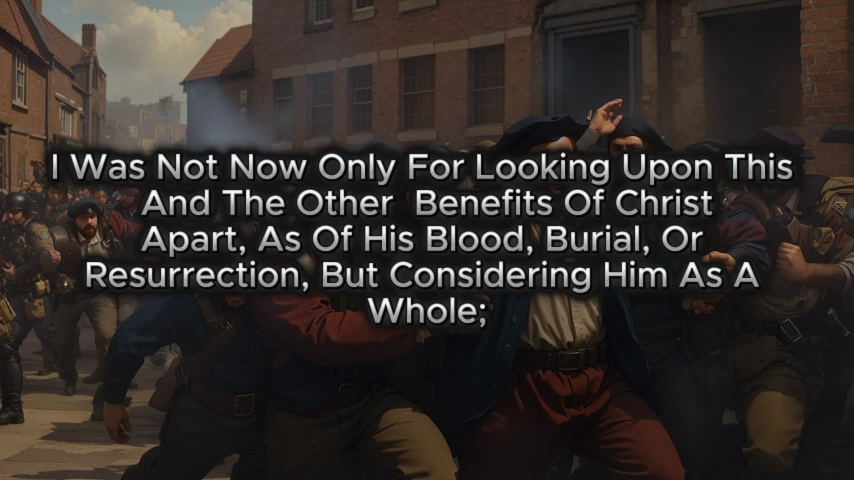 I Was Not Now Only For Looking Upon This
And The Other  Benefits Of Christ
Apart, As Of His Blood, Burial, Or
Resurrection, But Considering Him As A
Whole;